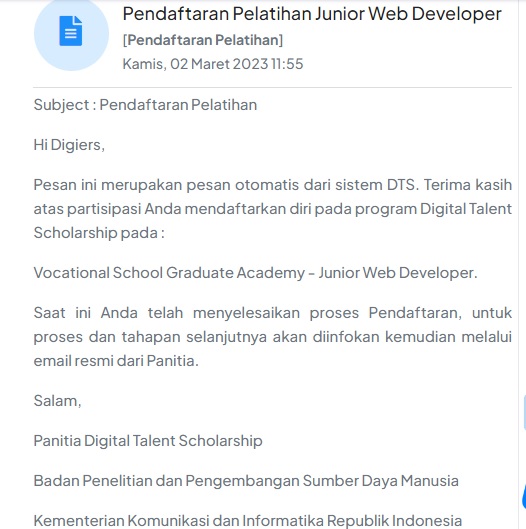 Pendaftaran Pelatihan Junior Web Developer
[Pendaftaran Pelatihan]
Kamis, 02 Maret 2023 11:55
Subject : Pendaftaran Pelatihan
Hi Digiers,
Pesan ini merupakan pesan otomatis dari sistem DTS. Terima kasih
atas partisipasi Anda mendaftarkan diri pada program Digital Talent
Scholarship pada :
Vocational School Graduate Academy - Junior Web Developer.
Saat ini Anda telah menyelesaikan proses Pendaftaran, untuk
proses dan tahapan selanjutnya akan diinfokan kemudian melalui
email resmi dari Panitia.
Salam,
Panitia Digital Talent Scholarship
Badan Penelitian dan Pengembangan Sumber Daya Manusia
Kementerian Komunikasi dan Informatika Republik Indonesia